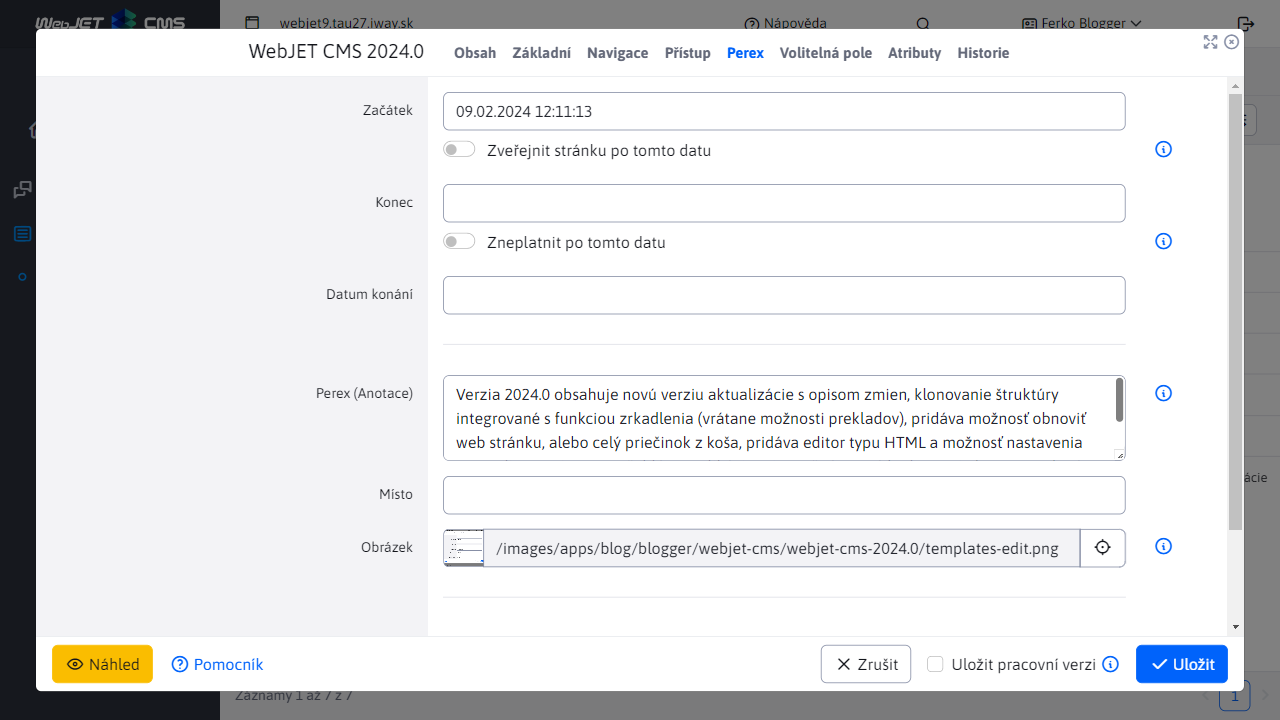 WebJET CMS
webjet9.tau27.iway.sk
Nápověda
Ferko Blogger
WebJET CMS 2024.0
Obsah
Základní
Navigace
Přístup
Perex
Volitelná pole
Atributy
Historie
Začátek
09.02.2024 12:11:13
Zveřejnit stránku po tomto datu
Konec
Zneplatnit po tomto datu
Datum konání
Perex (Anotace)
Verzia 2024.0 obsahuje novú verziu aktualizácie s opisom zmien, klonovanie štruktúry
integrované s funkciou zrkadlenia (vrátane možnosti prekladov), pridáva možnosť obnoviť
web stránku, alebo celý priečinok z koša, pridáva editor typu HTML a možnosť nastavenia
ácie
Místo
Obrázek
/images/apps/blog/blogger/webjet-cms/webjet-cms-2024.0/templates-edit.png
Náhled
Pomocník
Zrušit
Uložit pracovní verzi
Uložit
Záznamy 1 až 7 z 7
1